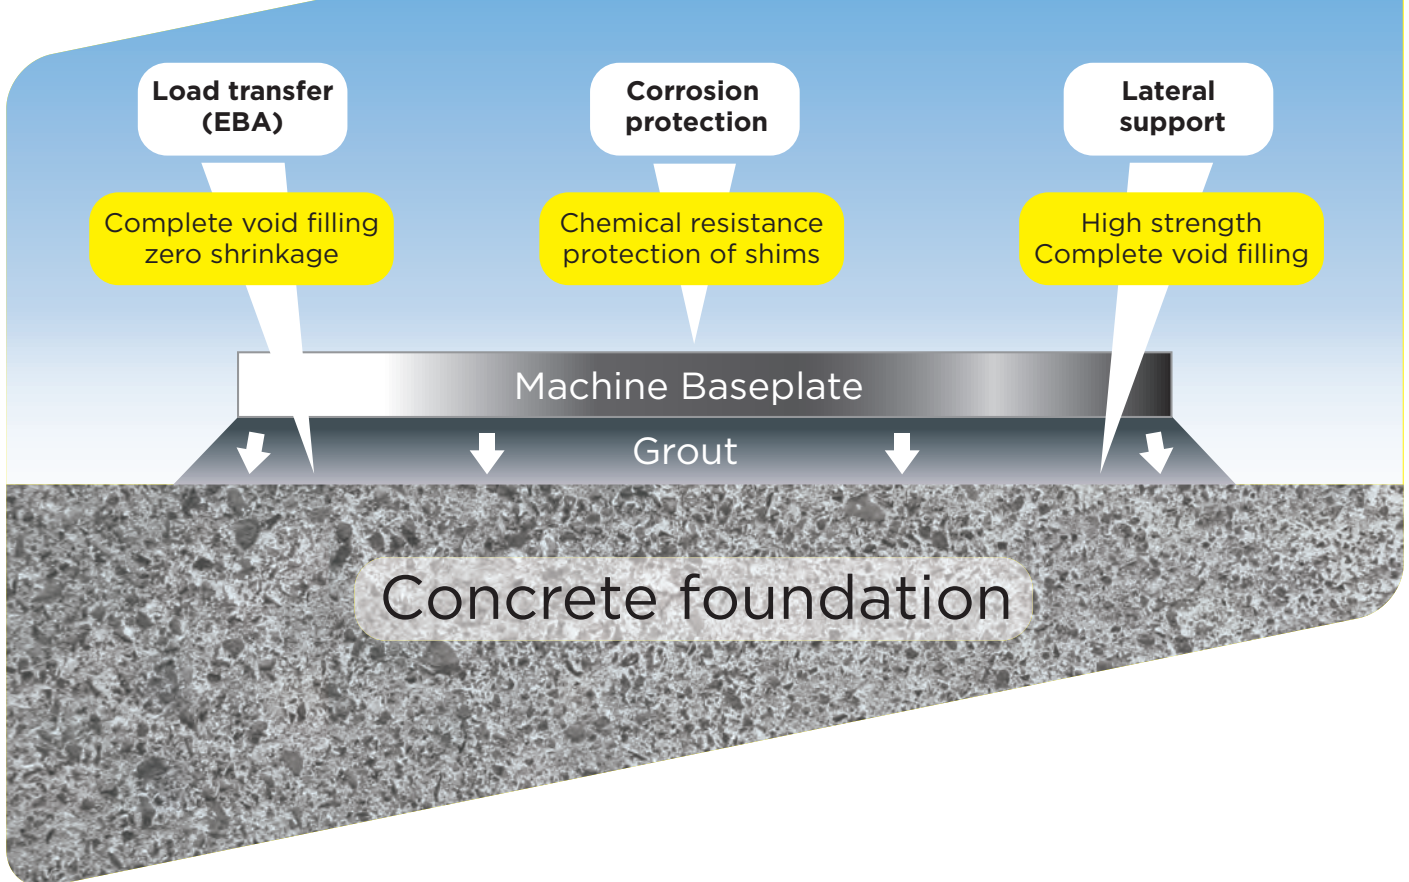 Load transfer
(EBA)
Complete void filling
zero shrinkage
Corrosion
protection
Chemical resistance
protection of shims
Lateral
support
High strength
Complete void filling
Machine Baseplate
Grout
Concrete foundation